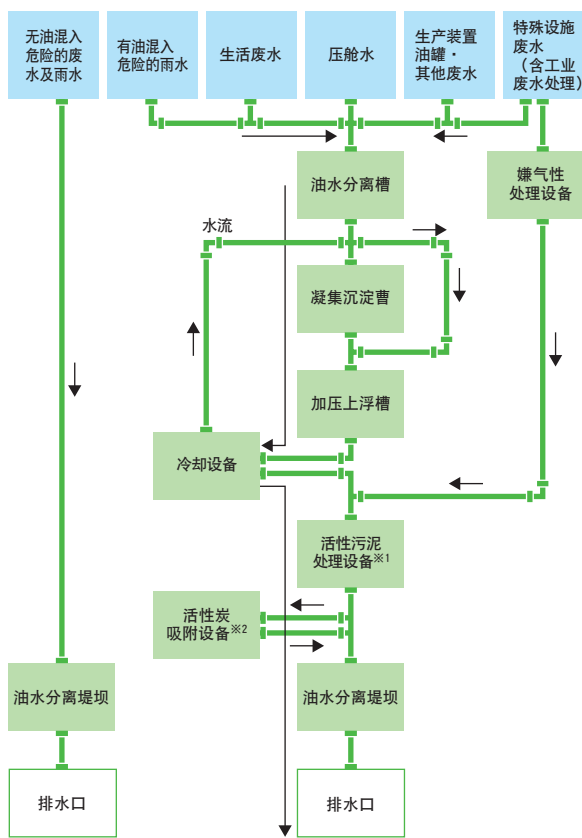 无油混入
危险的废
水及雨水
有油混入
危险的雨水
生活废水
压舱水
生产装置
油罐・
其他废水
特殊设施
废水
（含工业
废水处理）
油水分离槽
嫌气性
处理设备
水流
凝集沉淀曹
加压上浮槽
冷却设备
活性污泥
处理设备※1
活性炭
吸附设备※2
油水分离堤坝
油水分离堤坝
排水口
排水口